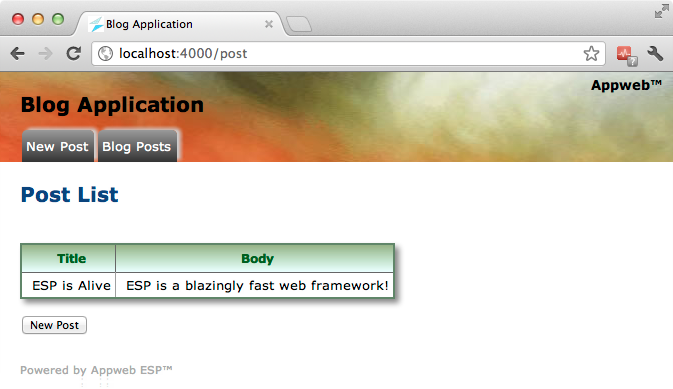 Blog Application
localhost:4000/post
Appweb™
Blog Application
New Post Blog Posts
Post List
Title Body
ESP is Alive ESP is a blazingly fast web framework!
New Post
Powered by Appweb ESP™